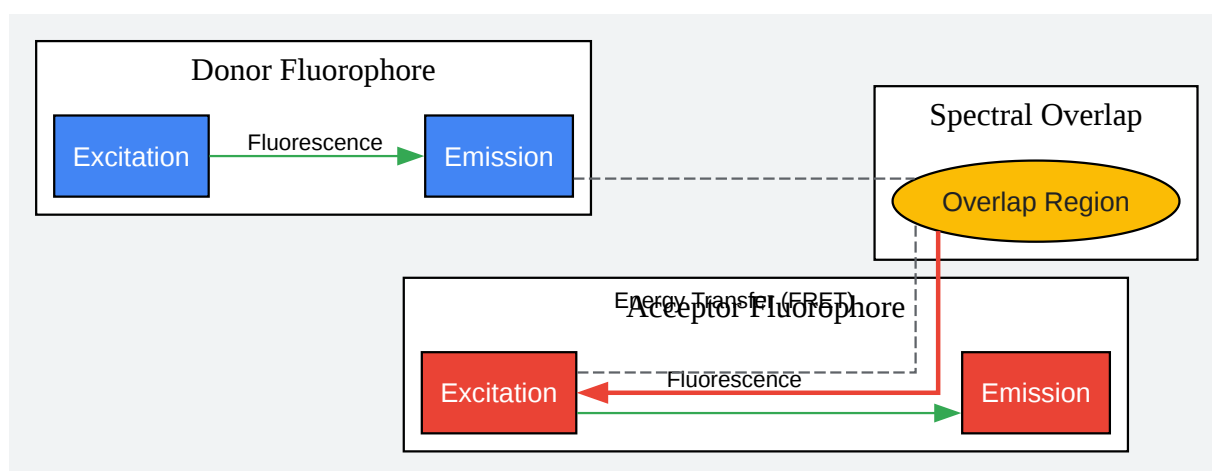 Donor Fluorophore
Excitation
Fluorescence
Emission
Spectral Overlap
Overlap Region
Energy Transfer (FRET)
Acceptor Fluorophore
Excitation
Fluorescence
Emission